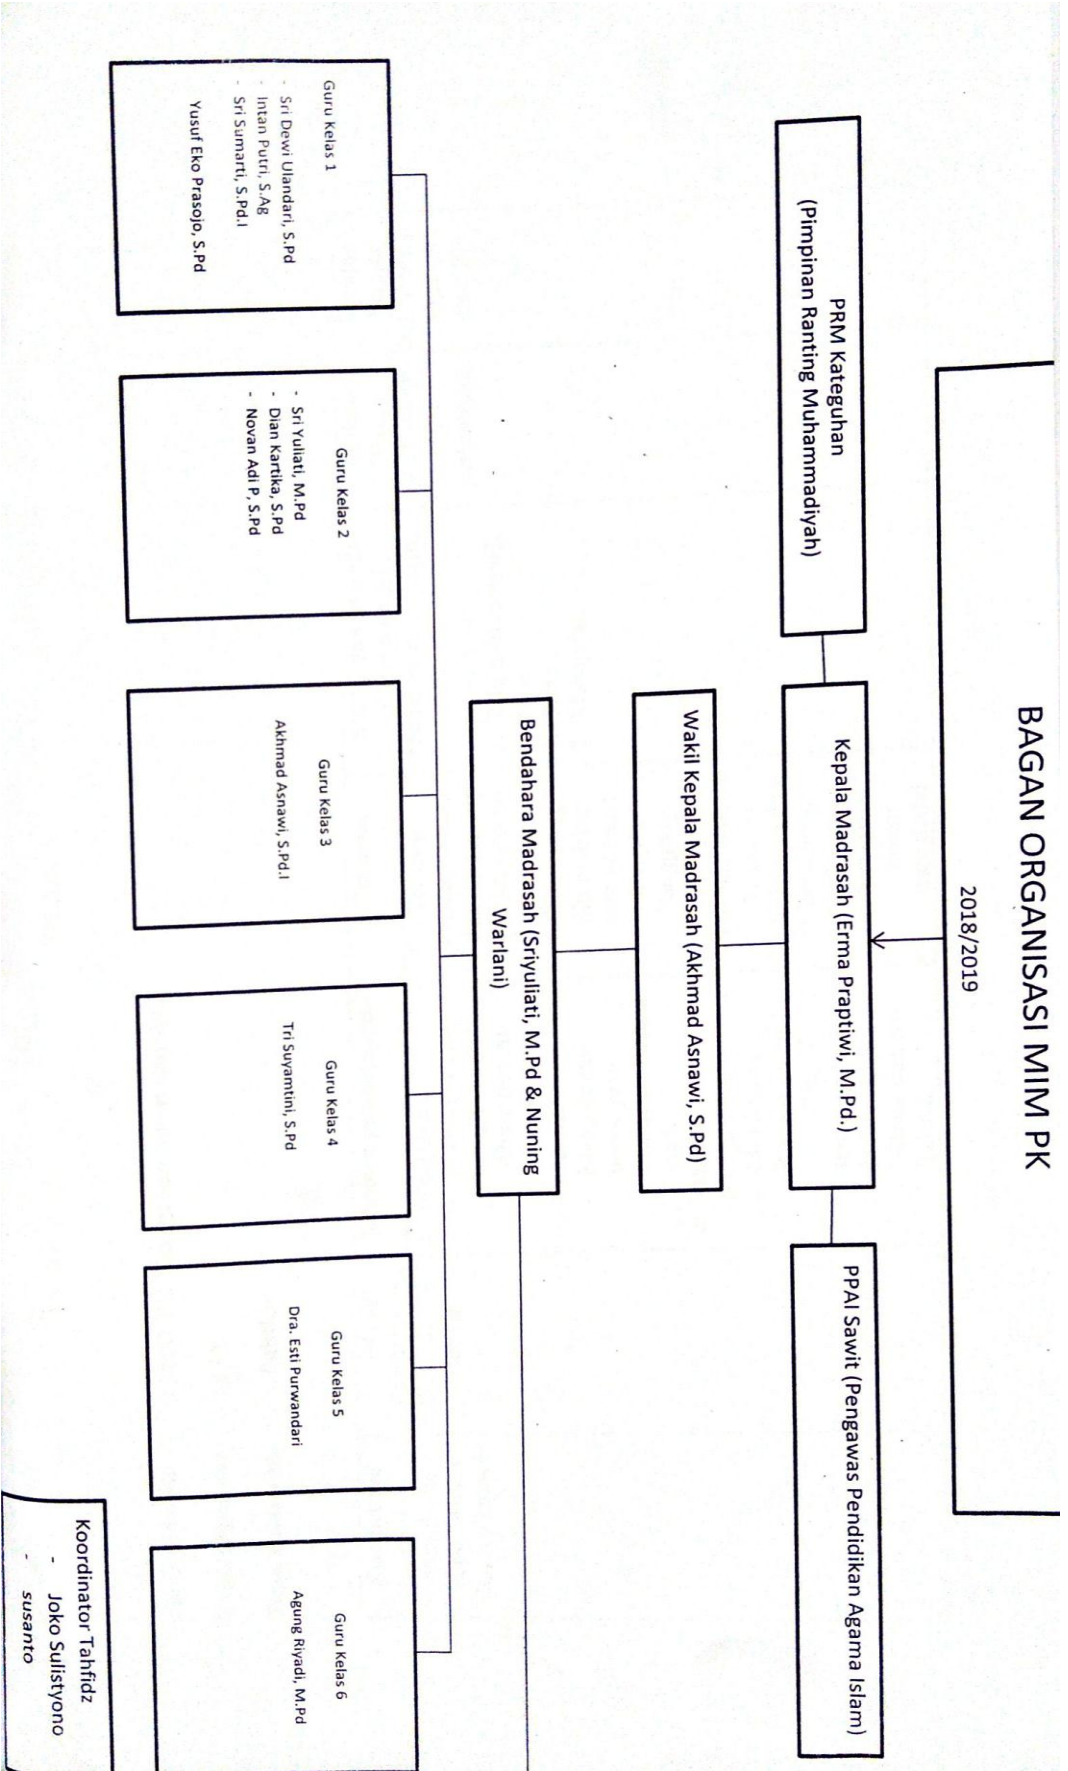 BAGAN ORGANISASI MIM PK
2018/2019
PRM Kateguhan
(Pimpinan Ranting Muhammadiyah)
Kepala Madrasah (Erma Praptiwi, M.Pd.)
PPAI Sawit (Pengawas Pendidikan Agama Islam)
Wakil Kepala Madrasah (Akhmad Asnawi, S.Pd)
Bendahara Madrasah (Sriyuliati, M.Pd & Nuning
Warlani)
Guru Kelas 1
- Sri Dewi Ulandari, S.Pd
- Intan Putri, S.Ag
- Sri Sumarti, S.Pd.I
Yusuf Eko Prasojo, S.Pd
Guru Kelas 2
- Sri Yuliati, M.Pd
- Dian Kartika, S.Pd
- Novan Adi P, S.Pd
Guru Kelas 3
Akhmad Asnawi, S.Pd.I
Guru Kelas 4
Tri Suyamtini, S.Pd
Guru Kelas 5
Dra. Esti Purwandari
Guru Kelas 6
Agung Riyadi, M.Pd
Koordinator Tahfidz
- Joko Sulistyono
- susanto